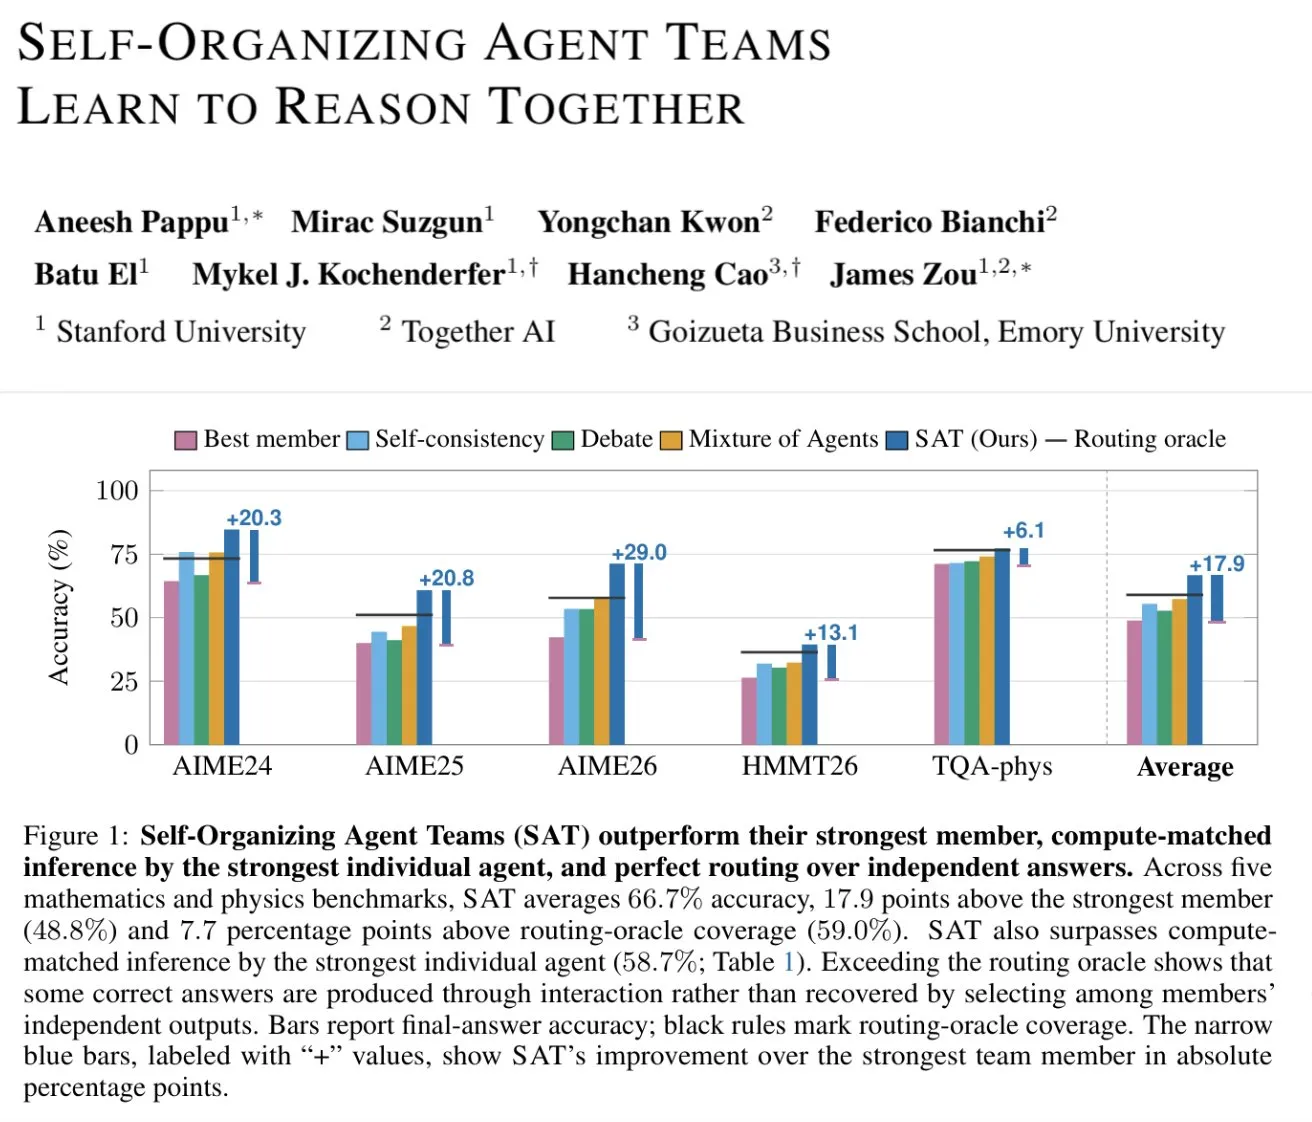 SELF-ORGANIZING AGENT TEAMS
LEARN TO REASON TOGETHER
Aneesh Pappu1,∗ Mirac Suzgun1 Yongchan Kwon2 Federico Bianchi2
Batu El1 Mykel J. Kochenderfer1,† Hancheng Cao3,† James Zou1,2,∗
1 Stanford University 2 Together AI 3 Goizueta Business School, Emory University
Best member Self-consistency Debate Mixture of Agents SAT (Ours) Routing oracle
Accuracy (%)
100
75
50
25
0
+20.3
+20.8
+29.0
+13.1
+6.1
+17.9
AIME24 AIME25 AIME26 HMMT26 TQA-phys Average
Figure 1: Self-Organizing Agent Teams (SAT) outperform their strongest member, compute-matched
inference by the strongest individual agent, and perfect routing over independent answers. Across five
mathematics and physics benchmarks, SAT averages 66.7% accuracy, 17.9 points above the strongest member
(48.8%) and 7.7 percentage points above routing-oracle coverage (59.0%). SAT also surpasses compute-
matched inference by the strongest individual agent (58.7%; Table 1). Exceeding the routing oracle shows that
some correct answers are produced through interaction rather than recovered by selecting among members’
independent outputs. Bars report final-answer accuracy; black rules mark routing-oracle coverage. The narrow
blue bars, labeled with “+” values, show SAT’s improvement over the strongest team member in absolute
percentage points.